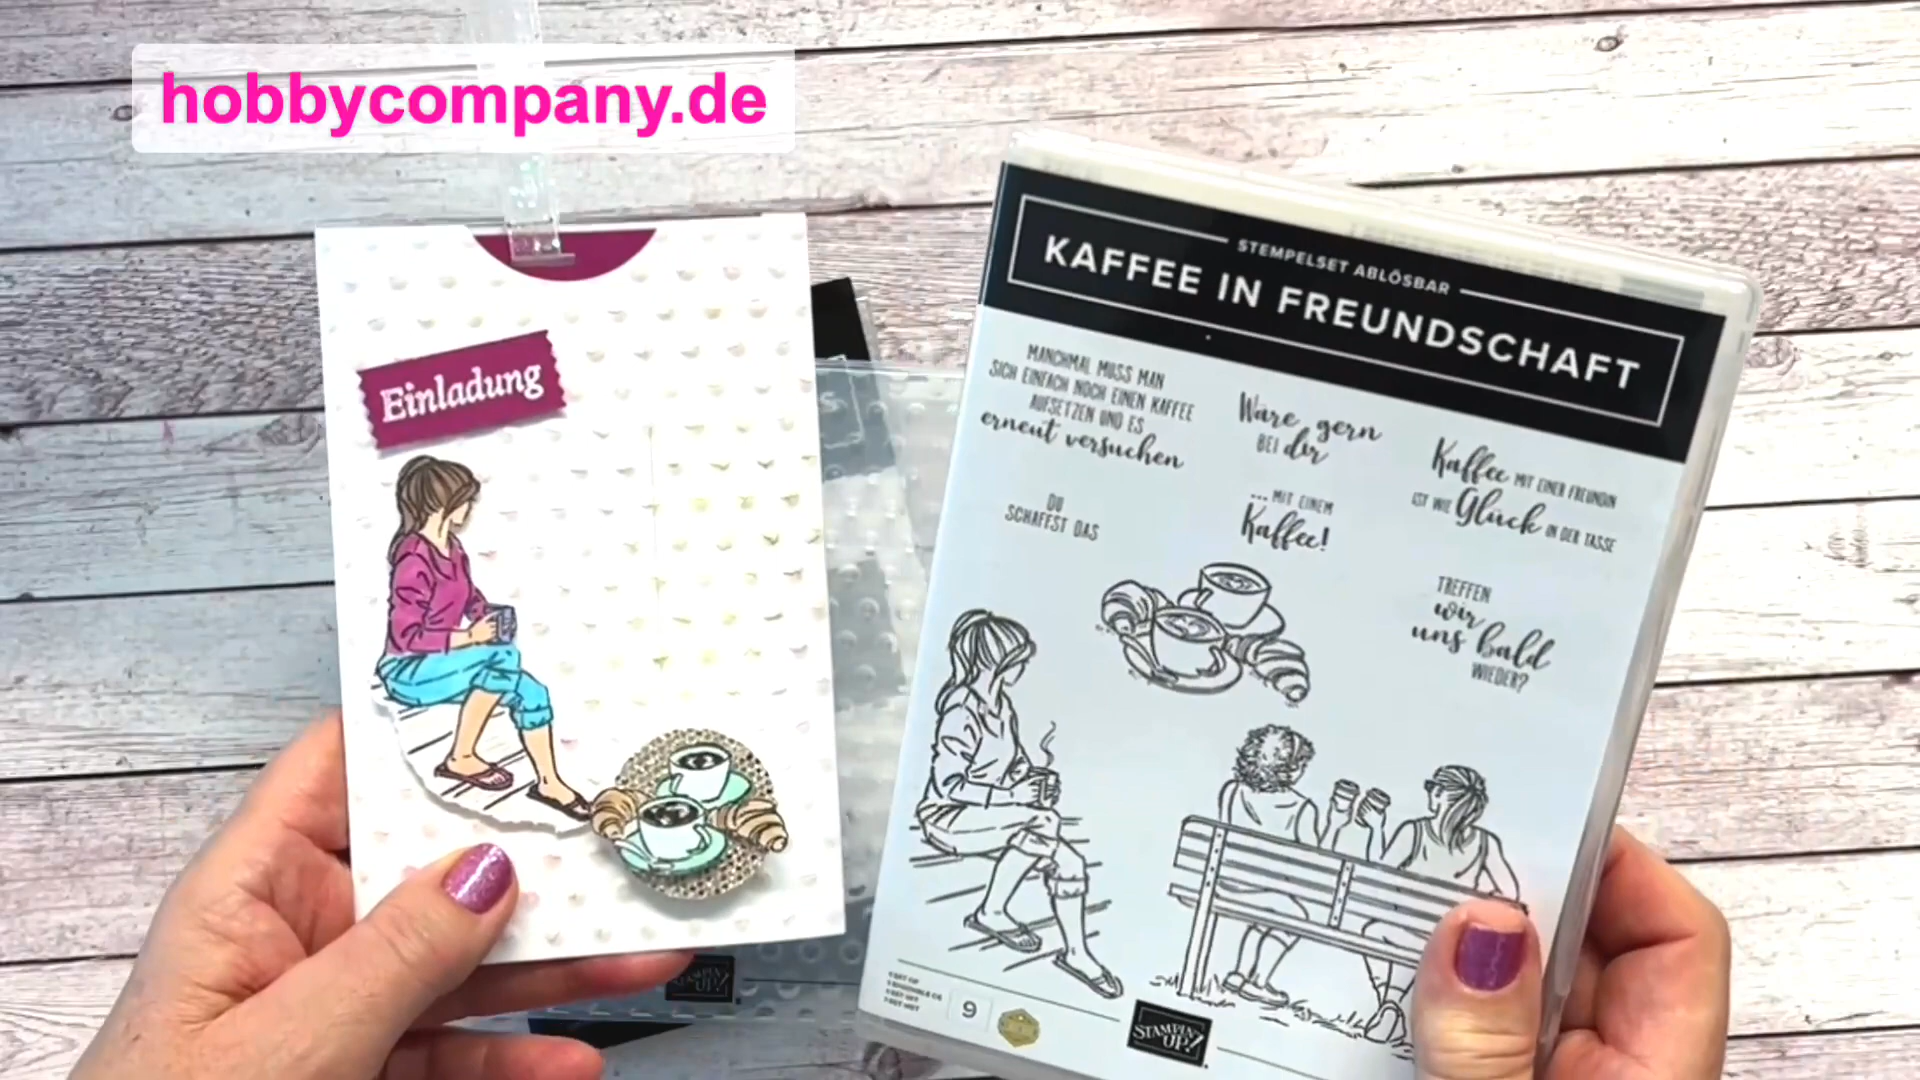 hobbycompany.de
Einladung
STEMPELSET ABLÖSBAR
KAFFEE IN FREUNDSCHAFT
MANCHMAL MUSS MAN
SICH EINFACH NOCH EINEN KAFFEE
AUFSETZEN UND ES
erneut versuchen
Wäre gern
BEI dir
Kaffee MIT EINER FREUNDIN
IST WIE Glück IN DER TASSE
DU
SCHAFFST DAS
... MIT EINEM
Kaffee!
TREFFEN
wir
uns bald
WIEDER?
9
STAMPIN'
UP!
STAMPIN'
UP!